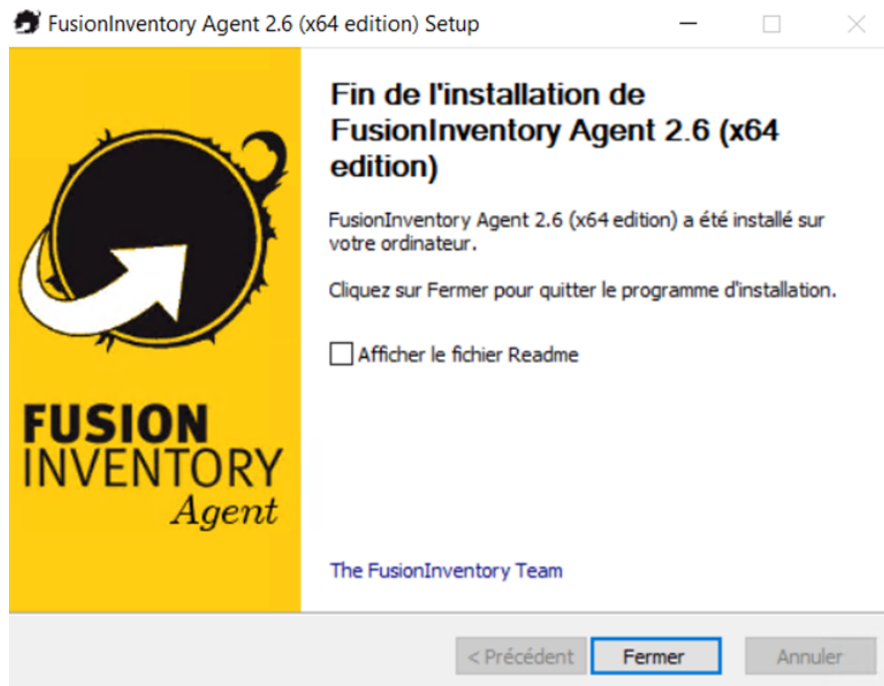 FusionInventory Agent 2.6 (x64 edition) Setup
Fin de l'installation de
FusionInventory Agent 2.6 (x64
edition)
FusionInventory Agent 2.6 (x64 edition) a été installé sur
votre ordinateur.
Cliquez sur Fermer pour quitter le programme d'installation.
Afficher le fichier Readme
FUSION
INVENTORY
Agent
The FusionInventory Team
< Précédent
Fermer
Annuler